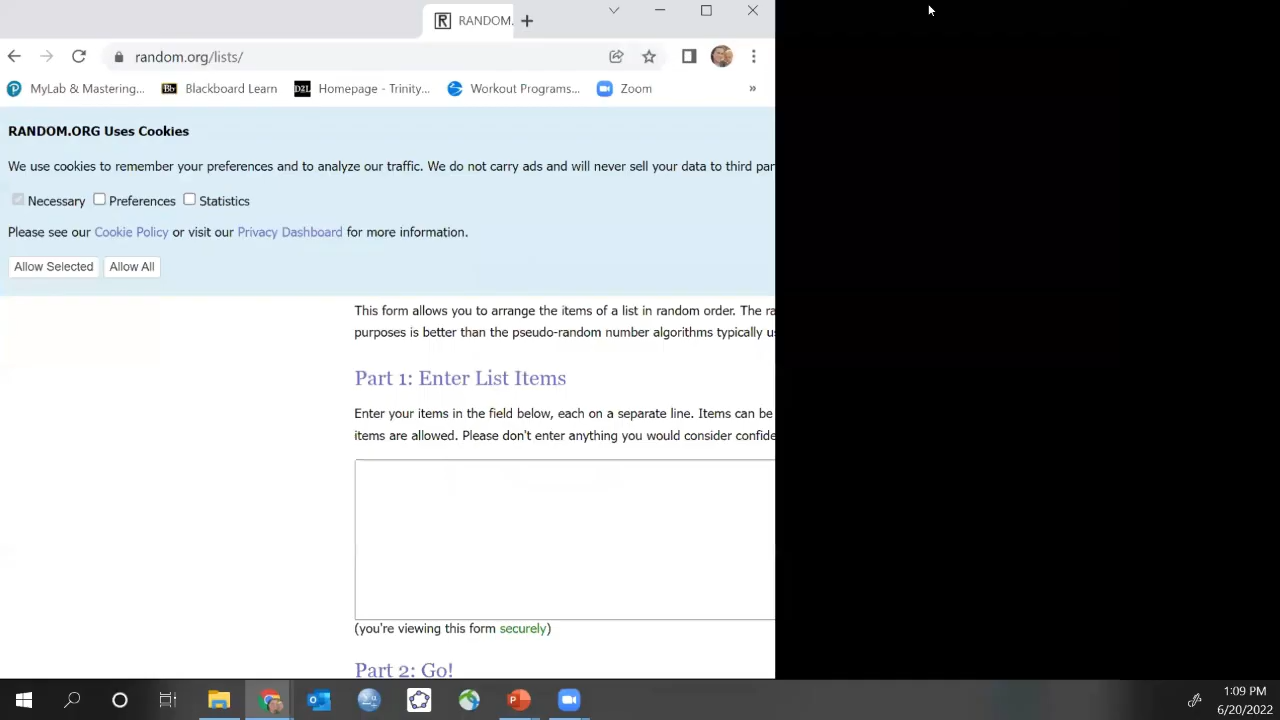 RANDOM.
random.org/lists/
MyLab & Mastering... Blackboard Learn Homepage - Trinity... Workout Programs... Zoom »
RANDOM.ORG Uses Cookies
We use cookies to remember your preferences and to analyze our traffic. We do not carry ads and will never sell your data to third par
Necessary Preferences Statistics
Please see our Cookie Policy or visit our Privacy Dashboard for more information.
Allow Selected Allow All
This form allows you to arrange the items of a list in random order. The ra
purposes is better than the pseudo-random number algorithms typically u
Part 1: Enter List Items
Enter your items in the field below, each on a separate line. Items can be
items are allowed. Please don't enter anything you would consider confide
(you're viewing this form securely)
Part 2: Go!
1:09 PM
6/20/2022